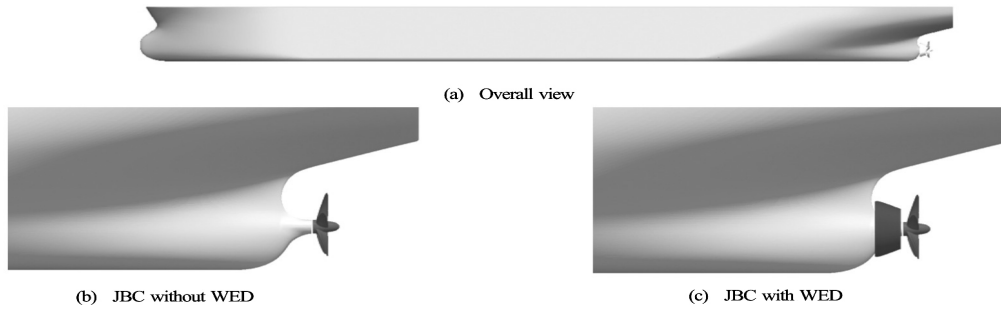 (a) Overall view
(b) JBC without WED
(c) JBC with WED